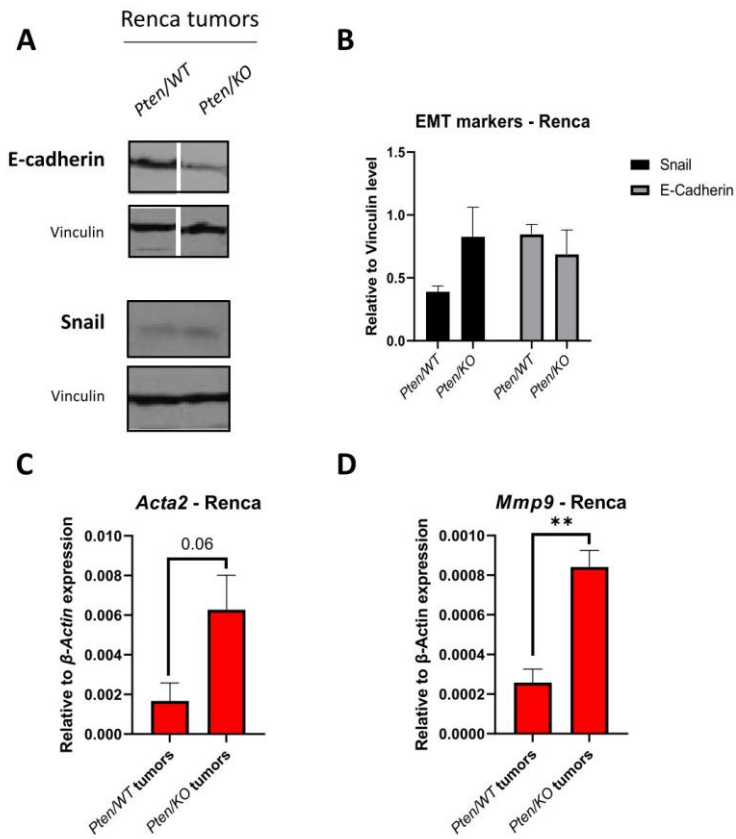 A
Renca tumors
Pten/WT
Pten/KO
E-cadherin
Vinculin
Snail
Vinculin
B
EMT markers - Renca
Relative to Vinculin level
1.5
1.0
0.5
0.0
Pten/WT
Pten/KO
Pten/WT
Pten/KO
Snail
E-Cadherin
C
Acta2 - Renca
Relative to β-Actin expression
0.010
0.008
0.006
0.004
0.002
0.000
0.06
Pten/WT tumors
Pten/KO tumors
D
Mmp9 - Renca
Relative to β-Actin expression
0.0010
0.0008
0.0006
0.0004
0.0002
0.0000
**
Pten/WT tumors
Pten/KO tumors